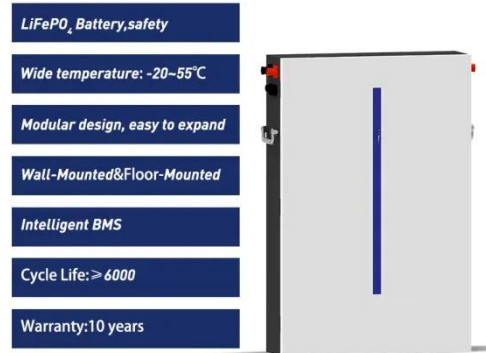 LiFePO₄ Battery,safety
Wide temperature: -20~55℃
Modular design, easy to expand
Wall-Mounted&Floor-Mounted
Intelligent BMS
Cycle Life:≥6000
Warranty:10 years